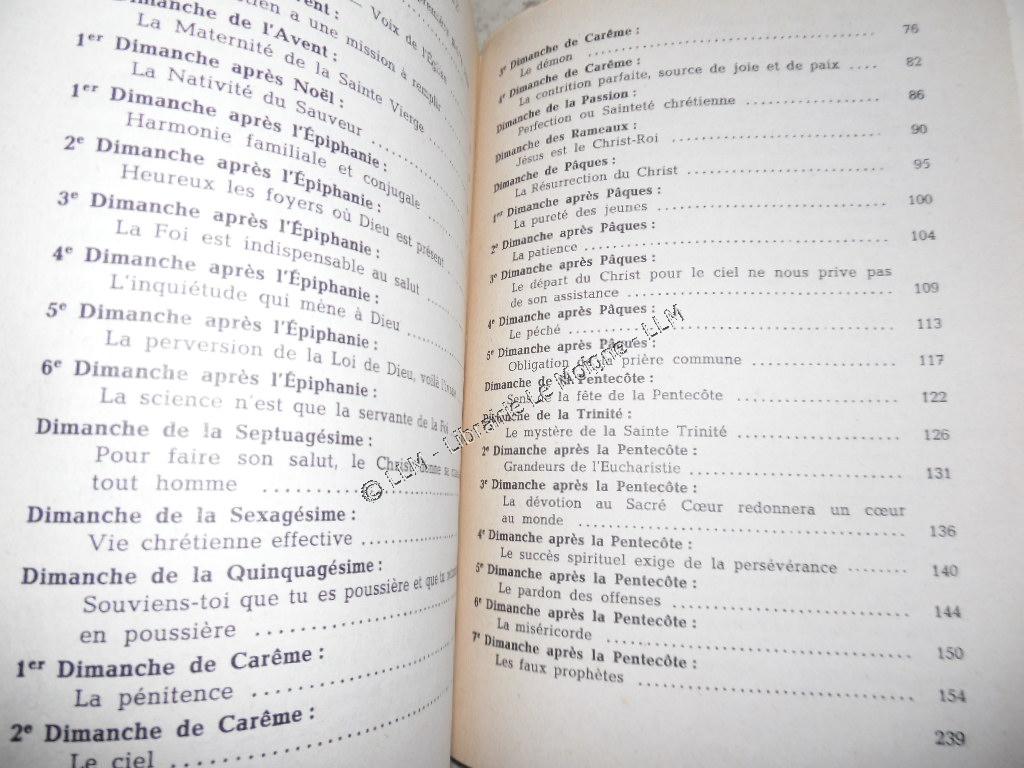 — Voix de l'Église
Dimanche de l'Avent :
a une mission à remplir
La Maternité de la Sainte Vierge
1er Dimanche après Noël :
La Nativité du Sauveur
1er Dimanche après l'Épiphanie :
Harmonie familiale et conjugale
2e Dimanche après l'Épiphanie :
Heureux les foyers où Dieu est présent
3e Dimanche après l'Épiphanie :
La Foi est indispensable au salut
4e Dimanche après l'Épiphanie :
L'inquiétude qui mène à Dieu
5e Dimanche après l'Épiphanie :
La perversion de la Loi de Dieu, voilà
6e Dimanche après l'Épiphanie :
La science n'est que la servante de la Foi
Dimanche de la Septuagésime :
Pour faire son salut, le
tout homme
Dimanche de la Sexagésime :
Vie chrétienne effective
Dimanche de la Quinquagésime :
Souviens-toi que tu es poussière et que tu
en poussière
1er Dimanche de Carême :
La pénitence
2e Dimanche de Carême :
Le ciel
3e Dimanche de Carême :
Le démon 76
4e Dimanche de Carême :
La contrition parfaite, source de joie et de paix 82
Dimanche de la Passion :
Perfection ou Sainteté chrétienne 86
Dimanche des Rameaux :
Jésus est le Christ-Roi 90
Dimanche de Pâques :
La Résurrection du Christ 95
1er Dimanche après Pâques :
La pureté des jeunes 100
2e Dimanche après Pâques :
La patience 104
3e Dimanche après Pâques :
Le départ du Christ pour le ciel ne nous prive pas
de son assistance 109
4e Dimanche après Pâques :
Le péché 113
5e Dimanche après Pâques :
Obligation de la prière commune 117
Dimanche de la Pentecôte :
Sens de la fête de la Pentecôte 122
Dimanche de la Trinité :
Le mystère de la Sainte Trinité 126
2e Dimanche après la Pentecôte :
Grandeurs de l'Eucharistie 131
3e Dimanche après la Pentecôte :
La dévotion au Sacré Cœur redonnera un cœur
au monde 136
4e Dimanche après la Pentecôte :
Le succès spirituel exige de la persévérance 140
5e Dimanche après la Pentecôte :
Le pardon des offenses 144
6e Dimanche après la Pentecôte :
La miséricorde 150
7e Dimanche après la Pentecôte :
Les faux prophètes 154
239
© LLM - Librairie Le Moigne - LLM